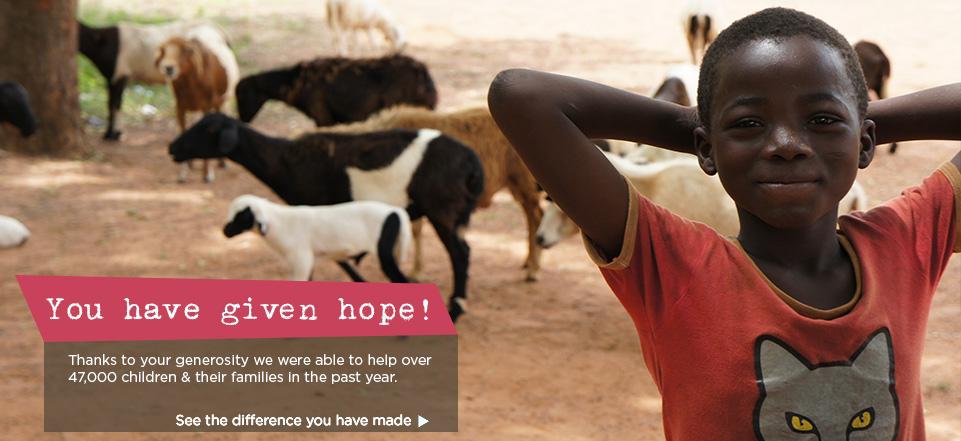 You have given hope!
Thanks to your generosity we were able to help over
47,000 children & their families in the past year.
See the difference you have made ▶